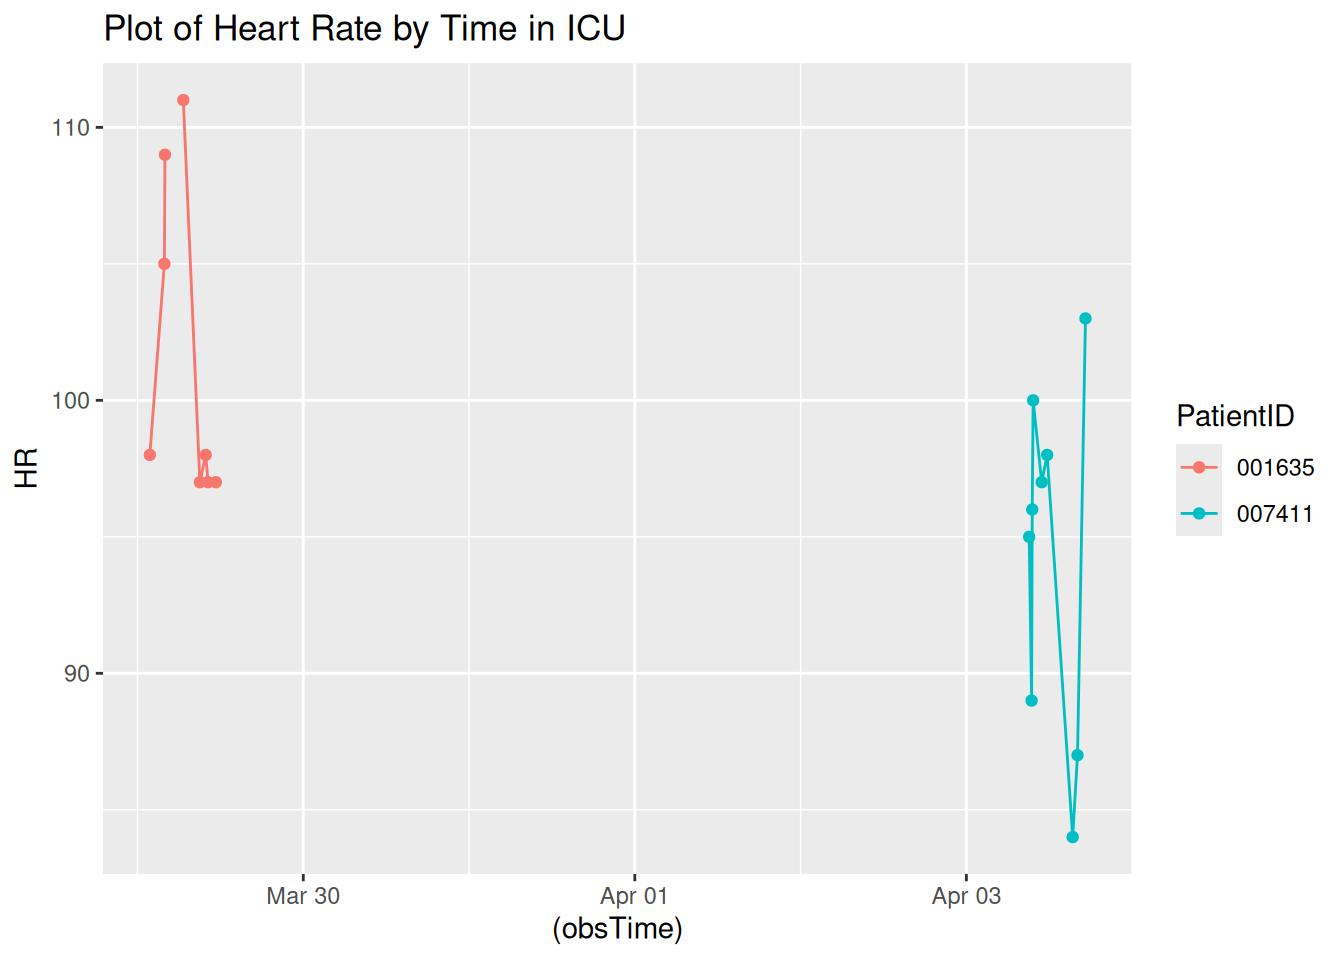 Plot of Heart Rate by Time in ICU
110
100
90
HR
Mar 30
Apr 01
Apr 03
(obsTime)
PatientID
001635
007411